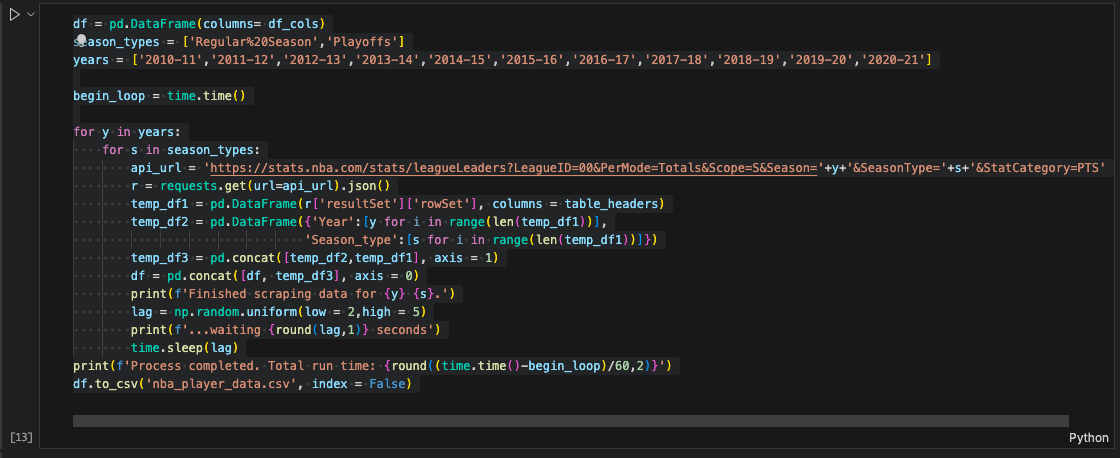 df = pd.DataFrame(columns= df_cols)
season_types = ['Regular%20Season','Playoffs']
years = ['2010-11','2011-12','2012-13','2013-14','2014-15','2015-16','2016-17','2017-18','2018-19','2019-20','2020-21']
begin_loop = time.time()
for y in years:
    for s in season_types:
        api_url = 'https://stats.nba.com/stats/leagueLeaders?LeagueID=00&PerMode=Totals&Scope=S&Season='+y+'&SeasonType='+s+'&StatCategory=PTS'
        r = requests.get(url=api_url).json()
        temp_df1 = pd.DataFrame(r['resultSet']['rowSet'], columns = table_headers)
        temp_df2 = pd.DataFrame({'Year':[y for i in range(len(temp_df1))],
                                'Season_type':[s for i in range(len(temp_df1))]})
        temp_df3 = pd.concat([temp_df2,temp_df1], axis = 1)
        df = pd.concat([df, temp_df3], axis = 0)
        print(f'Finished scraping data for {y} {s}.')
        lag = np.random.uniform(low = 2,high = 5)
        print(f'...waiting {round(lag,1)} seconds')
        time.sleep(lag)
print(f'Process completed. Total run time: {round((time.time()-begin_loop)/60,2)}')
df.to_csv('nba_player_data.csv', index = False)
[13]
Python